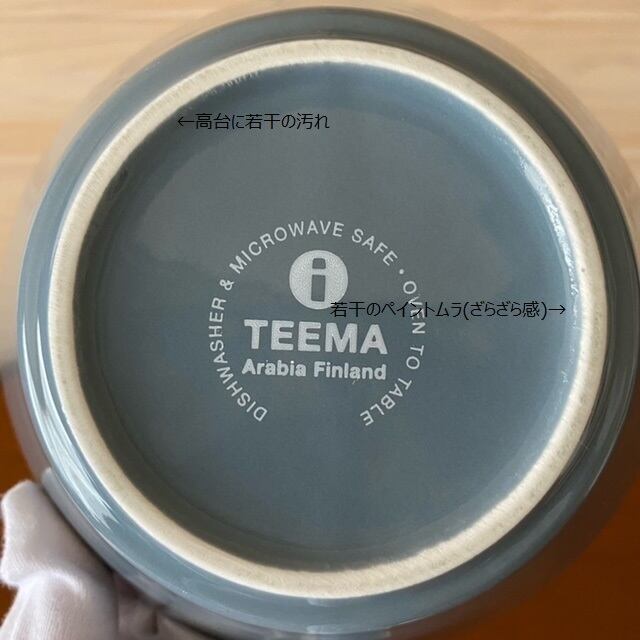 ←高台に若干の汚れ
DISHWASHER & MICROWAVE SAFE • OVEN TO TABLE
i
若干のペイントムラ(ざらざら感)→
TEEMA
Arabia Finland